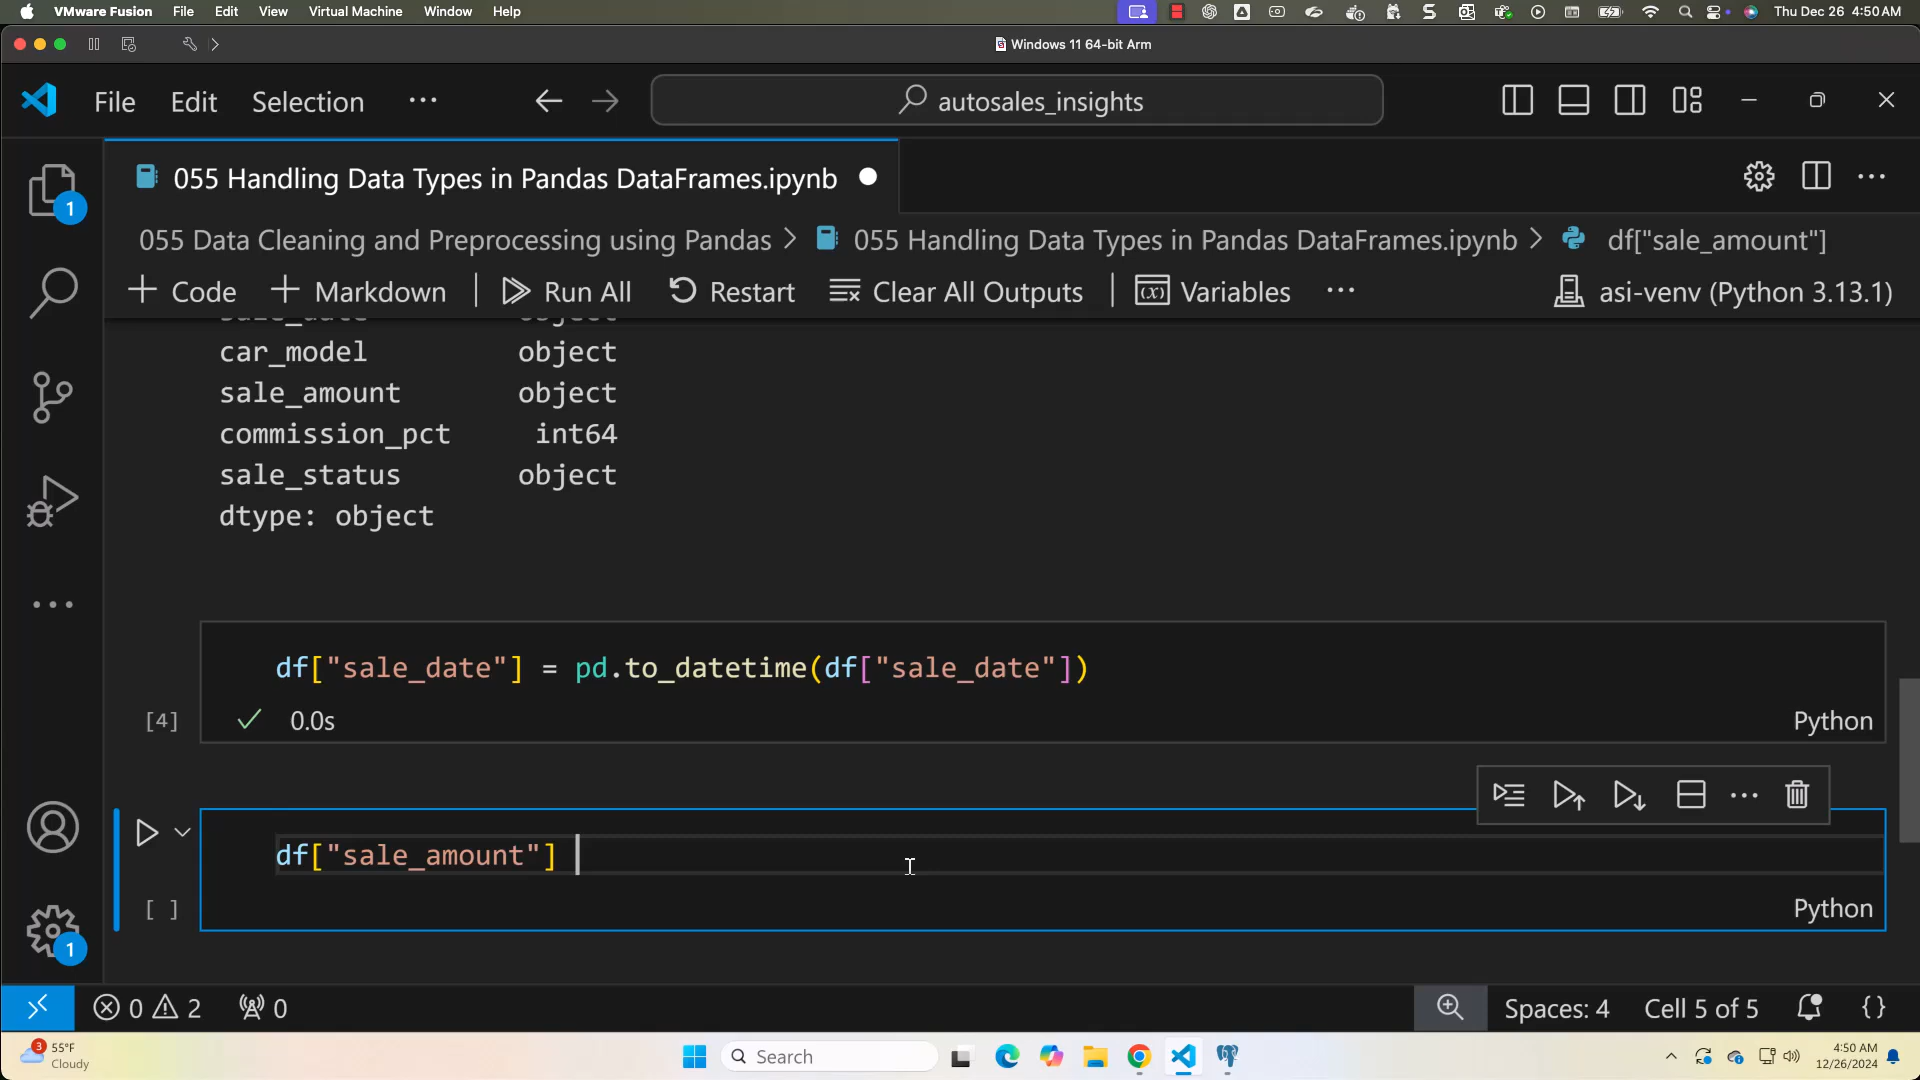 VMware Fusion File Edit View Virtual Machine Window Help Thu Dec 26 4:50 AM
Windows 11 64-bit Arm
File Edit Selection ··· autosales_insights
055 Handling Data Types in Pandas DataFrames.ipynb
055 Data Cleaning and Preprocessing using Pandas > 055 Handling Data Types in Pandas DataFrames.ipynb > df["sale_amount"]
+ Code + Markdown Run All Restart Clear All Outputs Variables ··· asi-venv (Python 3.13.1)
sale_date object
car_model object
sale_amount object
commission_pct int64
sale_status object
dtype: object
df["sale_date"] = pd.to_datetime(df["sale_date"])
[4] 0.0s Python
df["sale_amount"]
[ ] Python
1
1
0 2 0 Spaces: 4 Cell 5 of 5 {}
3 55°F Search 4:50 AM
Cloudy 12/26/2024